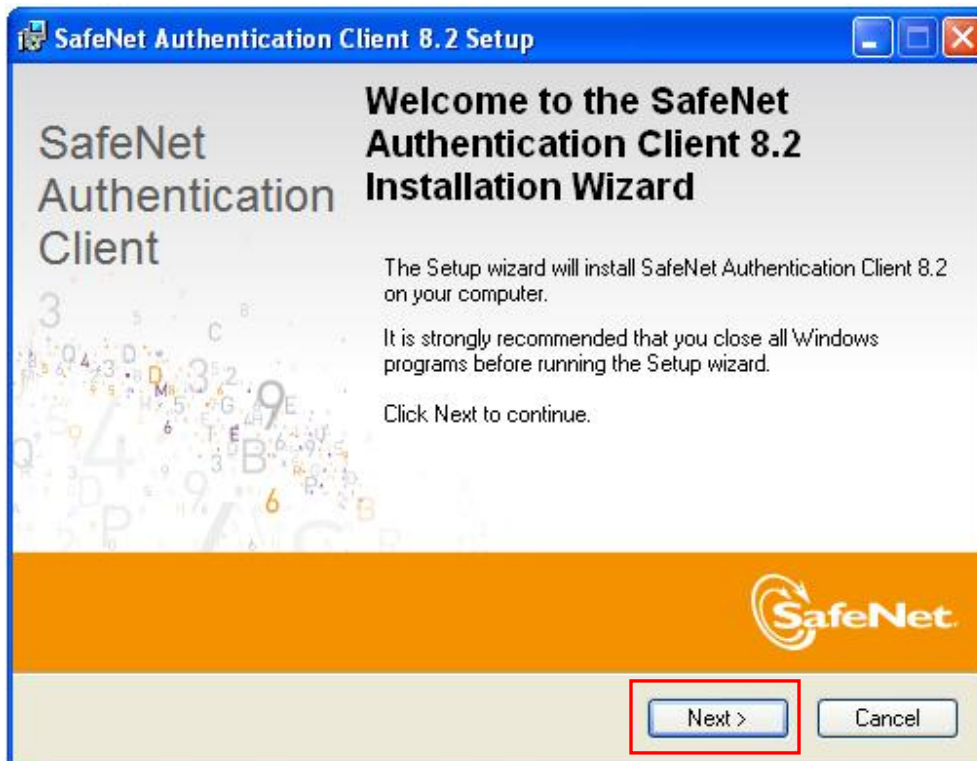 SafeNet Authentication Client 8.2 Setup
SafeNet
Authentication
Client
Welcome to the SafeNet
Authentication Client 8.2
Installation Wizard
The Setup wizard will install SafeNet Authentication Client 8.2
on your computer.
It is strongly recommended that you close all Windows
programs before running the Setup wizard.
Click Next to continue.
SafeNet.
Next >
Cancel